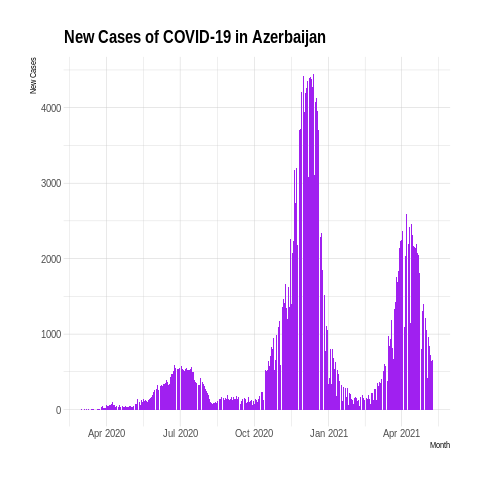 New Cases of COVID-19 in Azerbaijan
New Cases
4000
3000
2000
1000
0
Apr 2020 Jul 2020 Oct 2020 Jan 2021 Apr 2021
Month